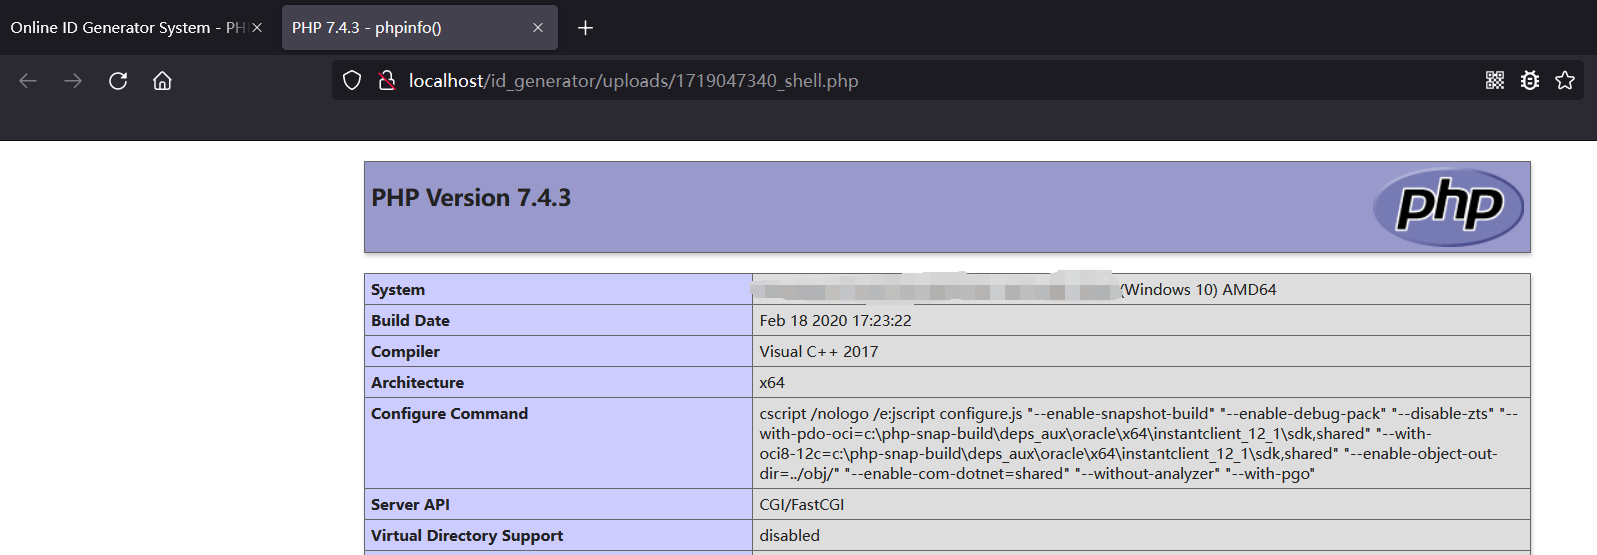 Online ID Generator System - PH
PHP 7.4.3 - phpinfo()
localhost/id_generator/uploads/1719047340_shell.php
PHP Version 7.4.3
php
System (Windows 10) AMD64
Build Date Feb 18 2020 17:23:22
Compiler Visual C++ 2017
Architecture x64
Configure Command cscript /nologo /e:jscript configure.js "--enable-snapshot-build" "--enable-debug-pack" "--disable-zts" "--
with-pdo-oci=c:\php-snap-build\deps_aux\oracle\x64\instantclient_12_1\sdk,shared" "--with-
oci8-12c=c:\php-snap-build\deps_aux\oracle\x64\instantclient_12_1\sdk,shared" "--enable-object-out-
dir=../obj/" "--enable-com-dotnet=shared" "--without-analyzer" "--with-pgo"
Server API CGI/FastCGI
Virtual Directory Support disabled